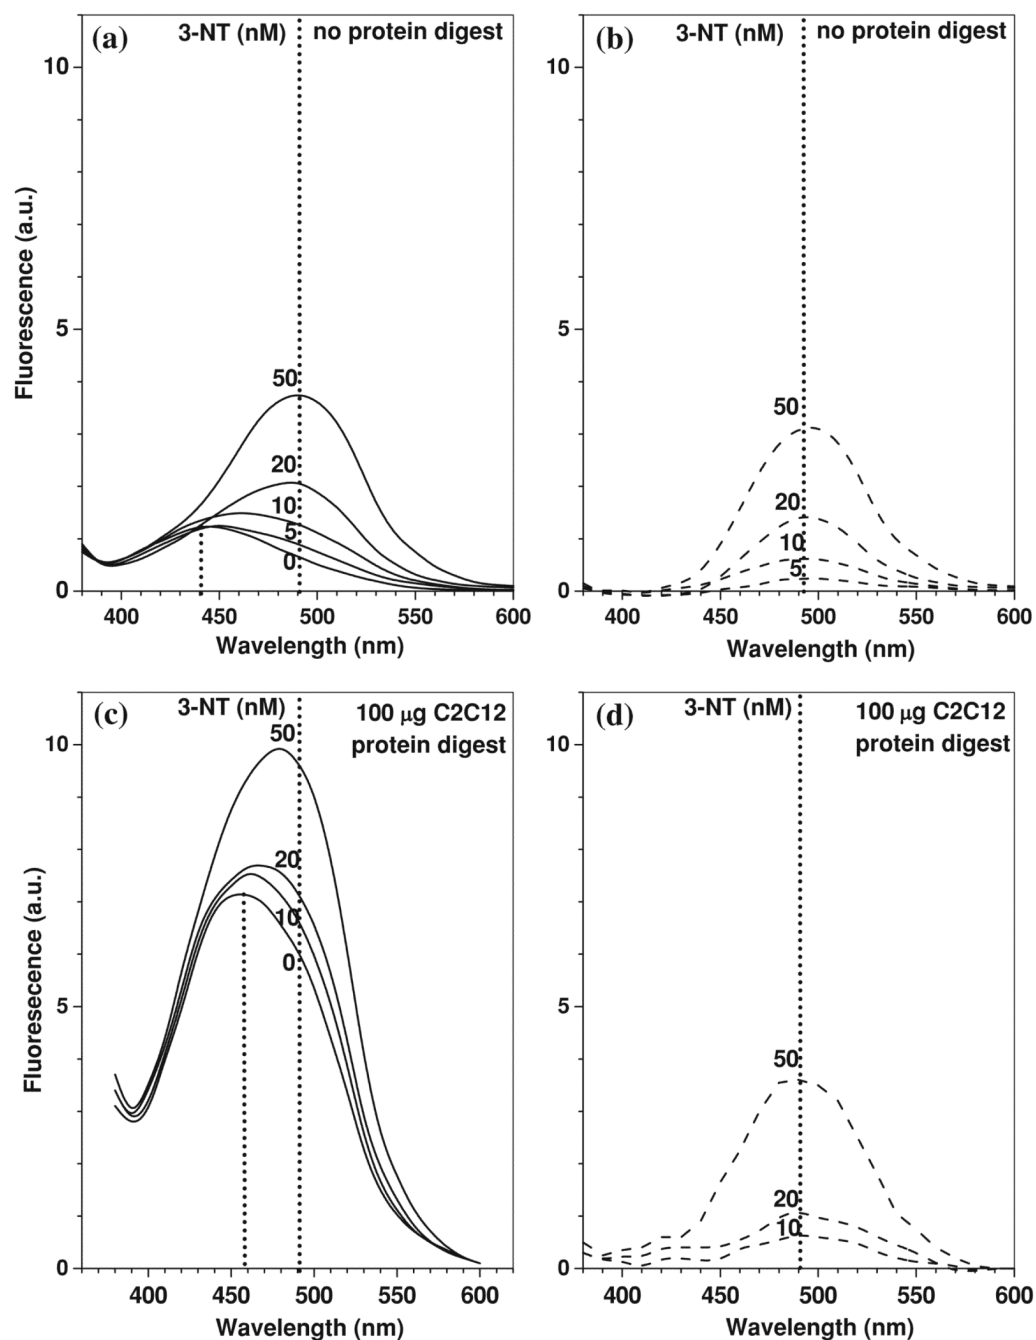 (a)
3-NT (nM)
no protein digest
10
5
0
Fluorescence (a.u.)
50
20
10
5
0
400 450 500 550 600
Wavelength (nm)
(b)
3-NT (nM)
no protein digest
10
5
0
50
20
10
5
400 450 500 550 600
Wavelength (nm)
(c)
3-NT (nM)
100 µg C2C12
protein digest
10
5
0
Fluoresecence (a.u.)
50
20
10
0
400 450 500 550 600
Wavelength (nm)
(d)
3-NT (nM)
100 µg C2C12
protein digest
10
5
0
50
20
10
400 450 500 550 600
Wavelength (nm)